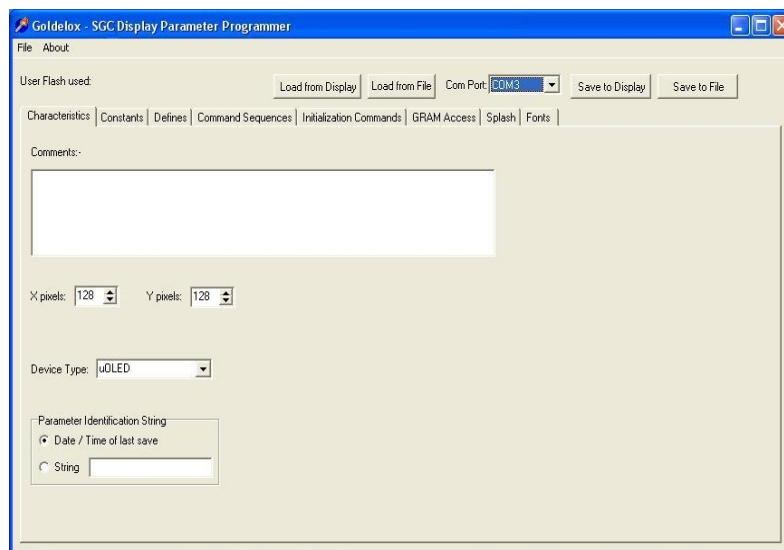 Goldelox - SGC Display Parameter Programmer
File About
User Flash used: Load from Display Load from File Com Port: COM3 Save to Display Save to File
Characteristics Constants Defines Command Sequences Initialization Commands GRAM Access Splash Fonts
Comments:-
X pixels: 128 Y pixels: 128
Device Type: uOLED
Parameter Identification String
Date / Time of last save
String